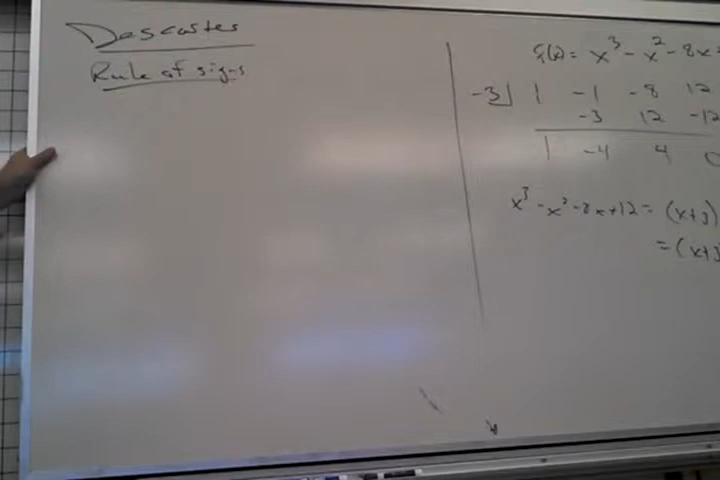 Descartes
Rule of signs
f(x) = x³ - x² - 8x
-3 | 1 -1 -8 12
-3 12 -12
1 -4 4 0
x³ - x² - 8x + 12 = (x+3)
= (x+3